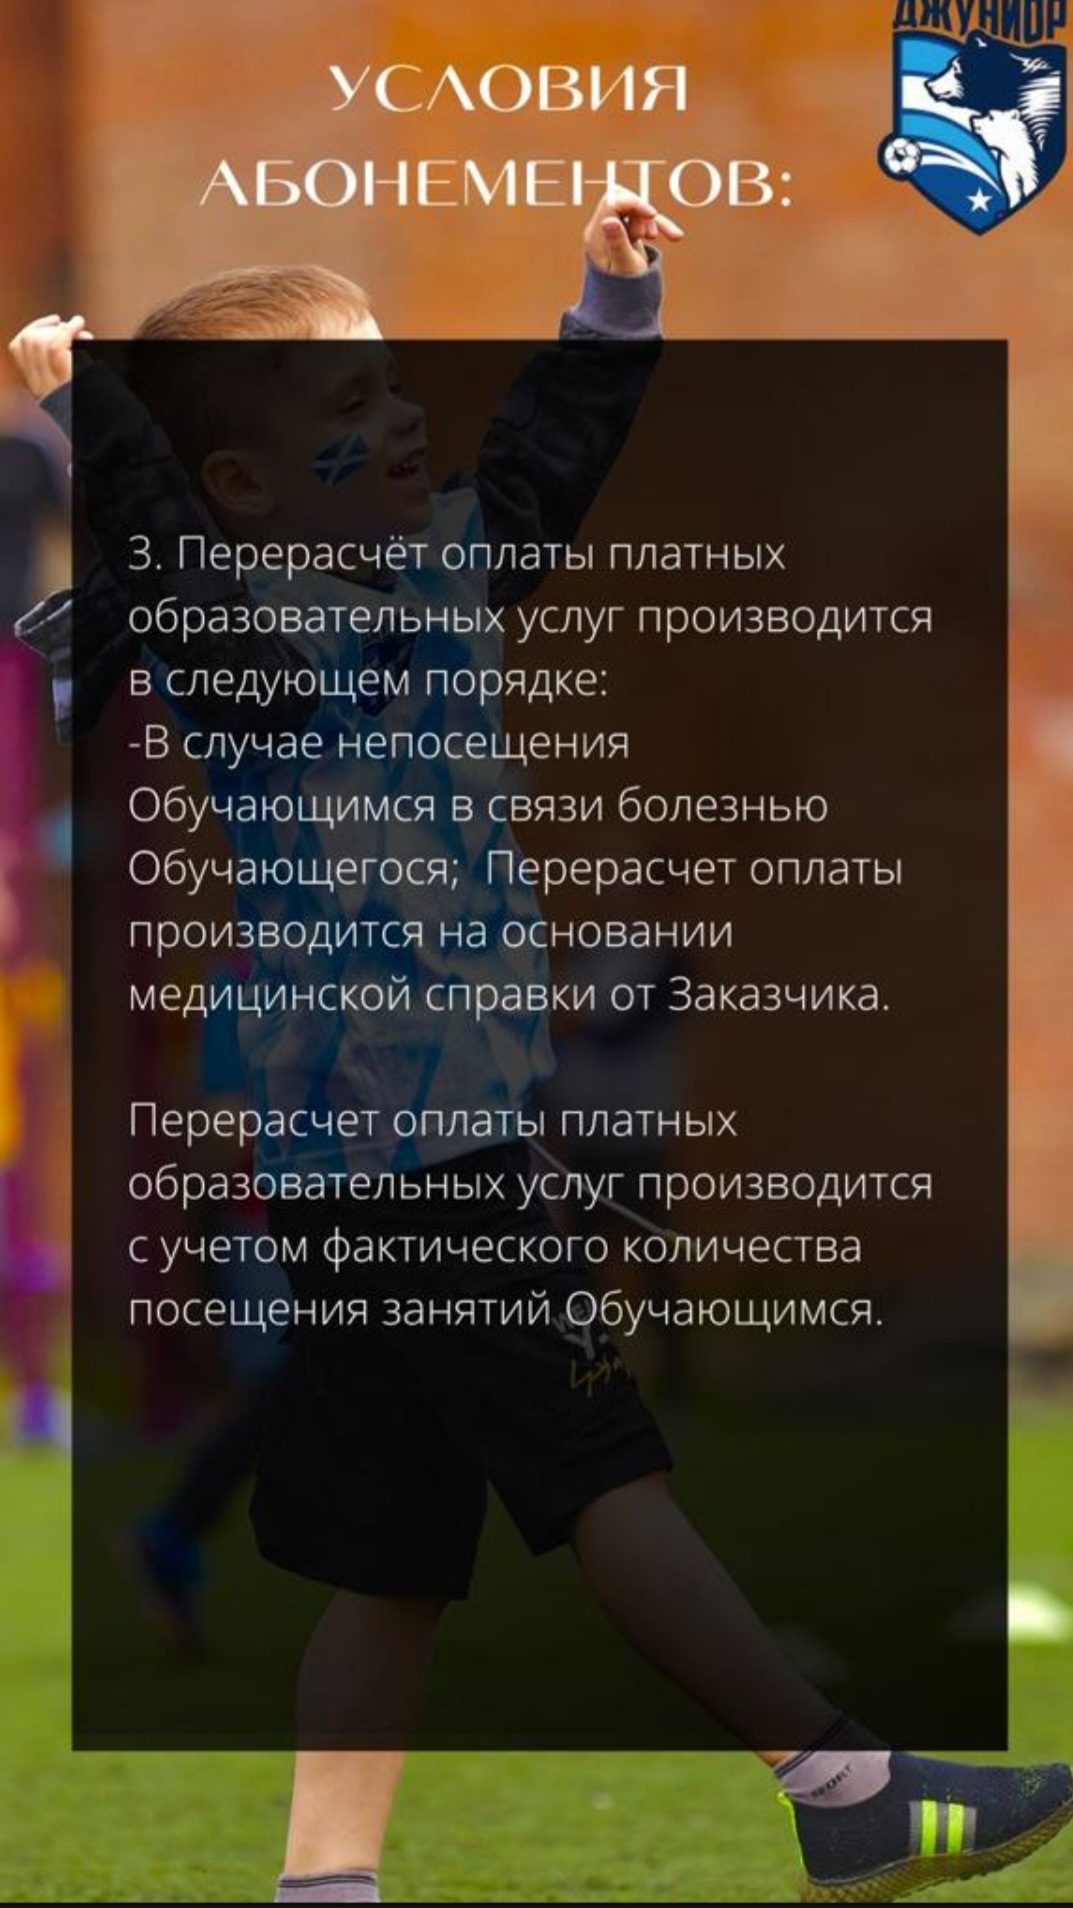 ДЖУНИОР
УСЛОВИЯ
АБОНЕМЕНТОВ:
3. Перерасчёт оплаты платных
образовательных услуг производится
в следующем порядке:
-В случае непосещения
Обучающимся в связи болезнью
Обучающегося;  Перерасчет оплаты
производится на основании
медицинской справки от Заказчика.
Перерасчет оплаты платных
образовательных услуг производится
с учетом фактического количества
посещения занятий Обучающимся.
SPORT